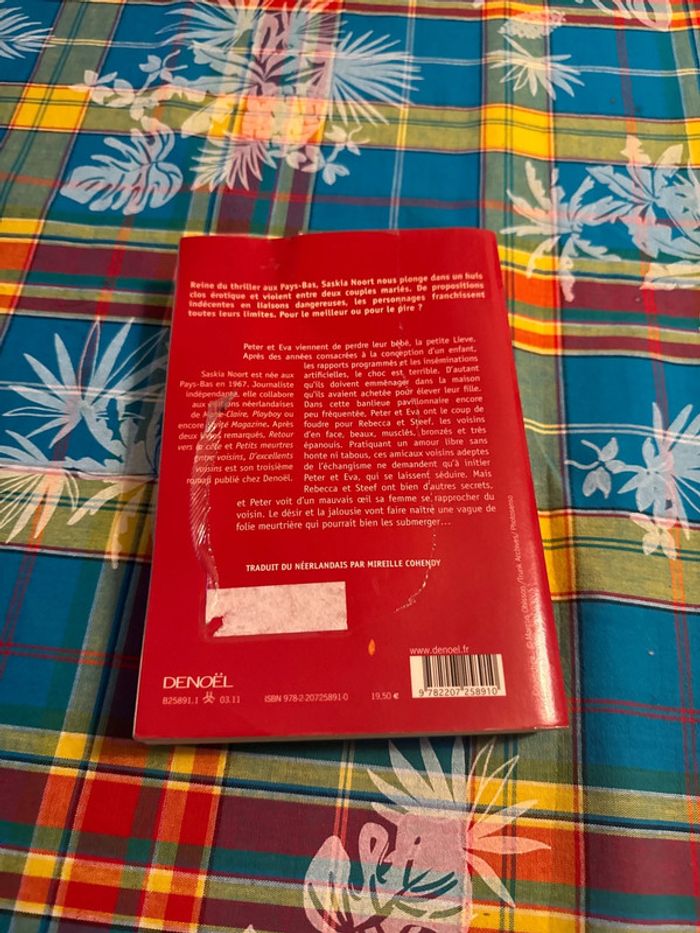 Reine du thriller aux Pays-Bas, Saskia Noort nous plonge dans un huis
clos érotique et violent entre deux couples mariés. De propositions
indécentes en liaisons dangereuses, les personnages franchissent
toutes leurs limites. Pour le meilleur ou pour le pire ?
Peter et Eva viennent de perdre leur bébé, la petite Lieve.
Après des années consacrées à la conception d'un enfant,
les rapports programmés et les inséminations
artificielles, le choc est terrible. D'autant
qu'ils doivent emménager dans la maison
qu'ils avaient achetée pour élever leur fille.
Dans cette banlieue pavillonnaire encore
peu fréquentée, Peter et Eva ont le coup de
foudre pour Rebecca et Steef, les voisins
d'en face, beaux, musclés, bronzés et très
épanouis. Pratiquant un amour libre sans
honte ni tabous, ces amicaux voisins adeptes
de l'échangisme ne demandent qu'à initier
Peter et Eva, qui se laissent séduire. Mais
Rebecca et Steef ont bien d'autres secrets,
et Peter voit d'un mauvais œil sa femme se rapprocher du
voisin. Le désir et la jalousie vont faire naître une vague de
folie meurtrière qui pourrait bien les submerger...
Saskia Noort est née aux
Pays-Bas en 1967. Journaliste
indépendante, elle collabore
aux éditions néerlandaises
de Marie-Claire, Playboy ou
encore Magazine. Après
deux livres remarqués, Retour
vers la côte et Petits meurtres
entre voisins, D'excellents
voisins est son troisième
roman publié chez Denoël.
TRADUIT DU NÉERLANDAIS PAR MIREILLE COHENDY
DENOËL
B25891.1 03.11
ISBN 978-2-20725891-0
19,50 €
www.denoel.fr
9 782207 258910